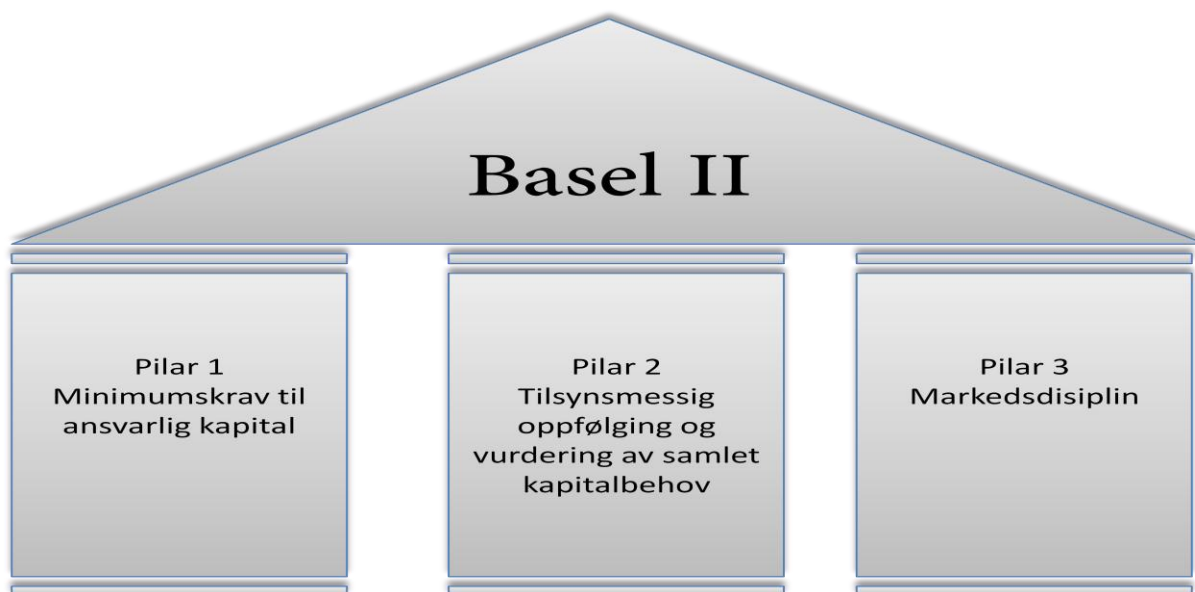 Basel II
Pilar 1
Minimumskrav til
ansvarlig kapital
Pilar 2
Tilsynsmessig
oppfølging og
vurdering av samlet
kapitalbehov
Pilar 3
Markedsdisiplin